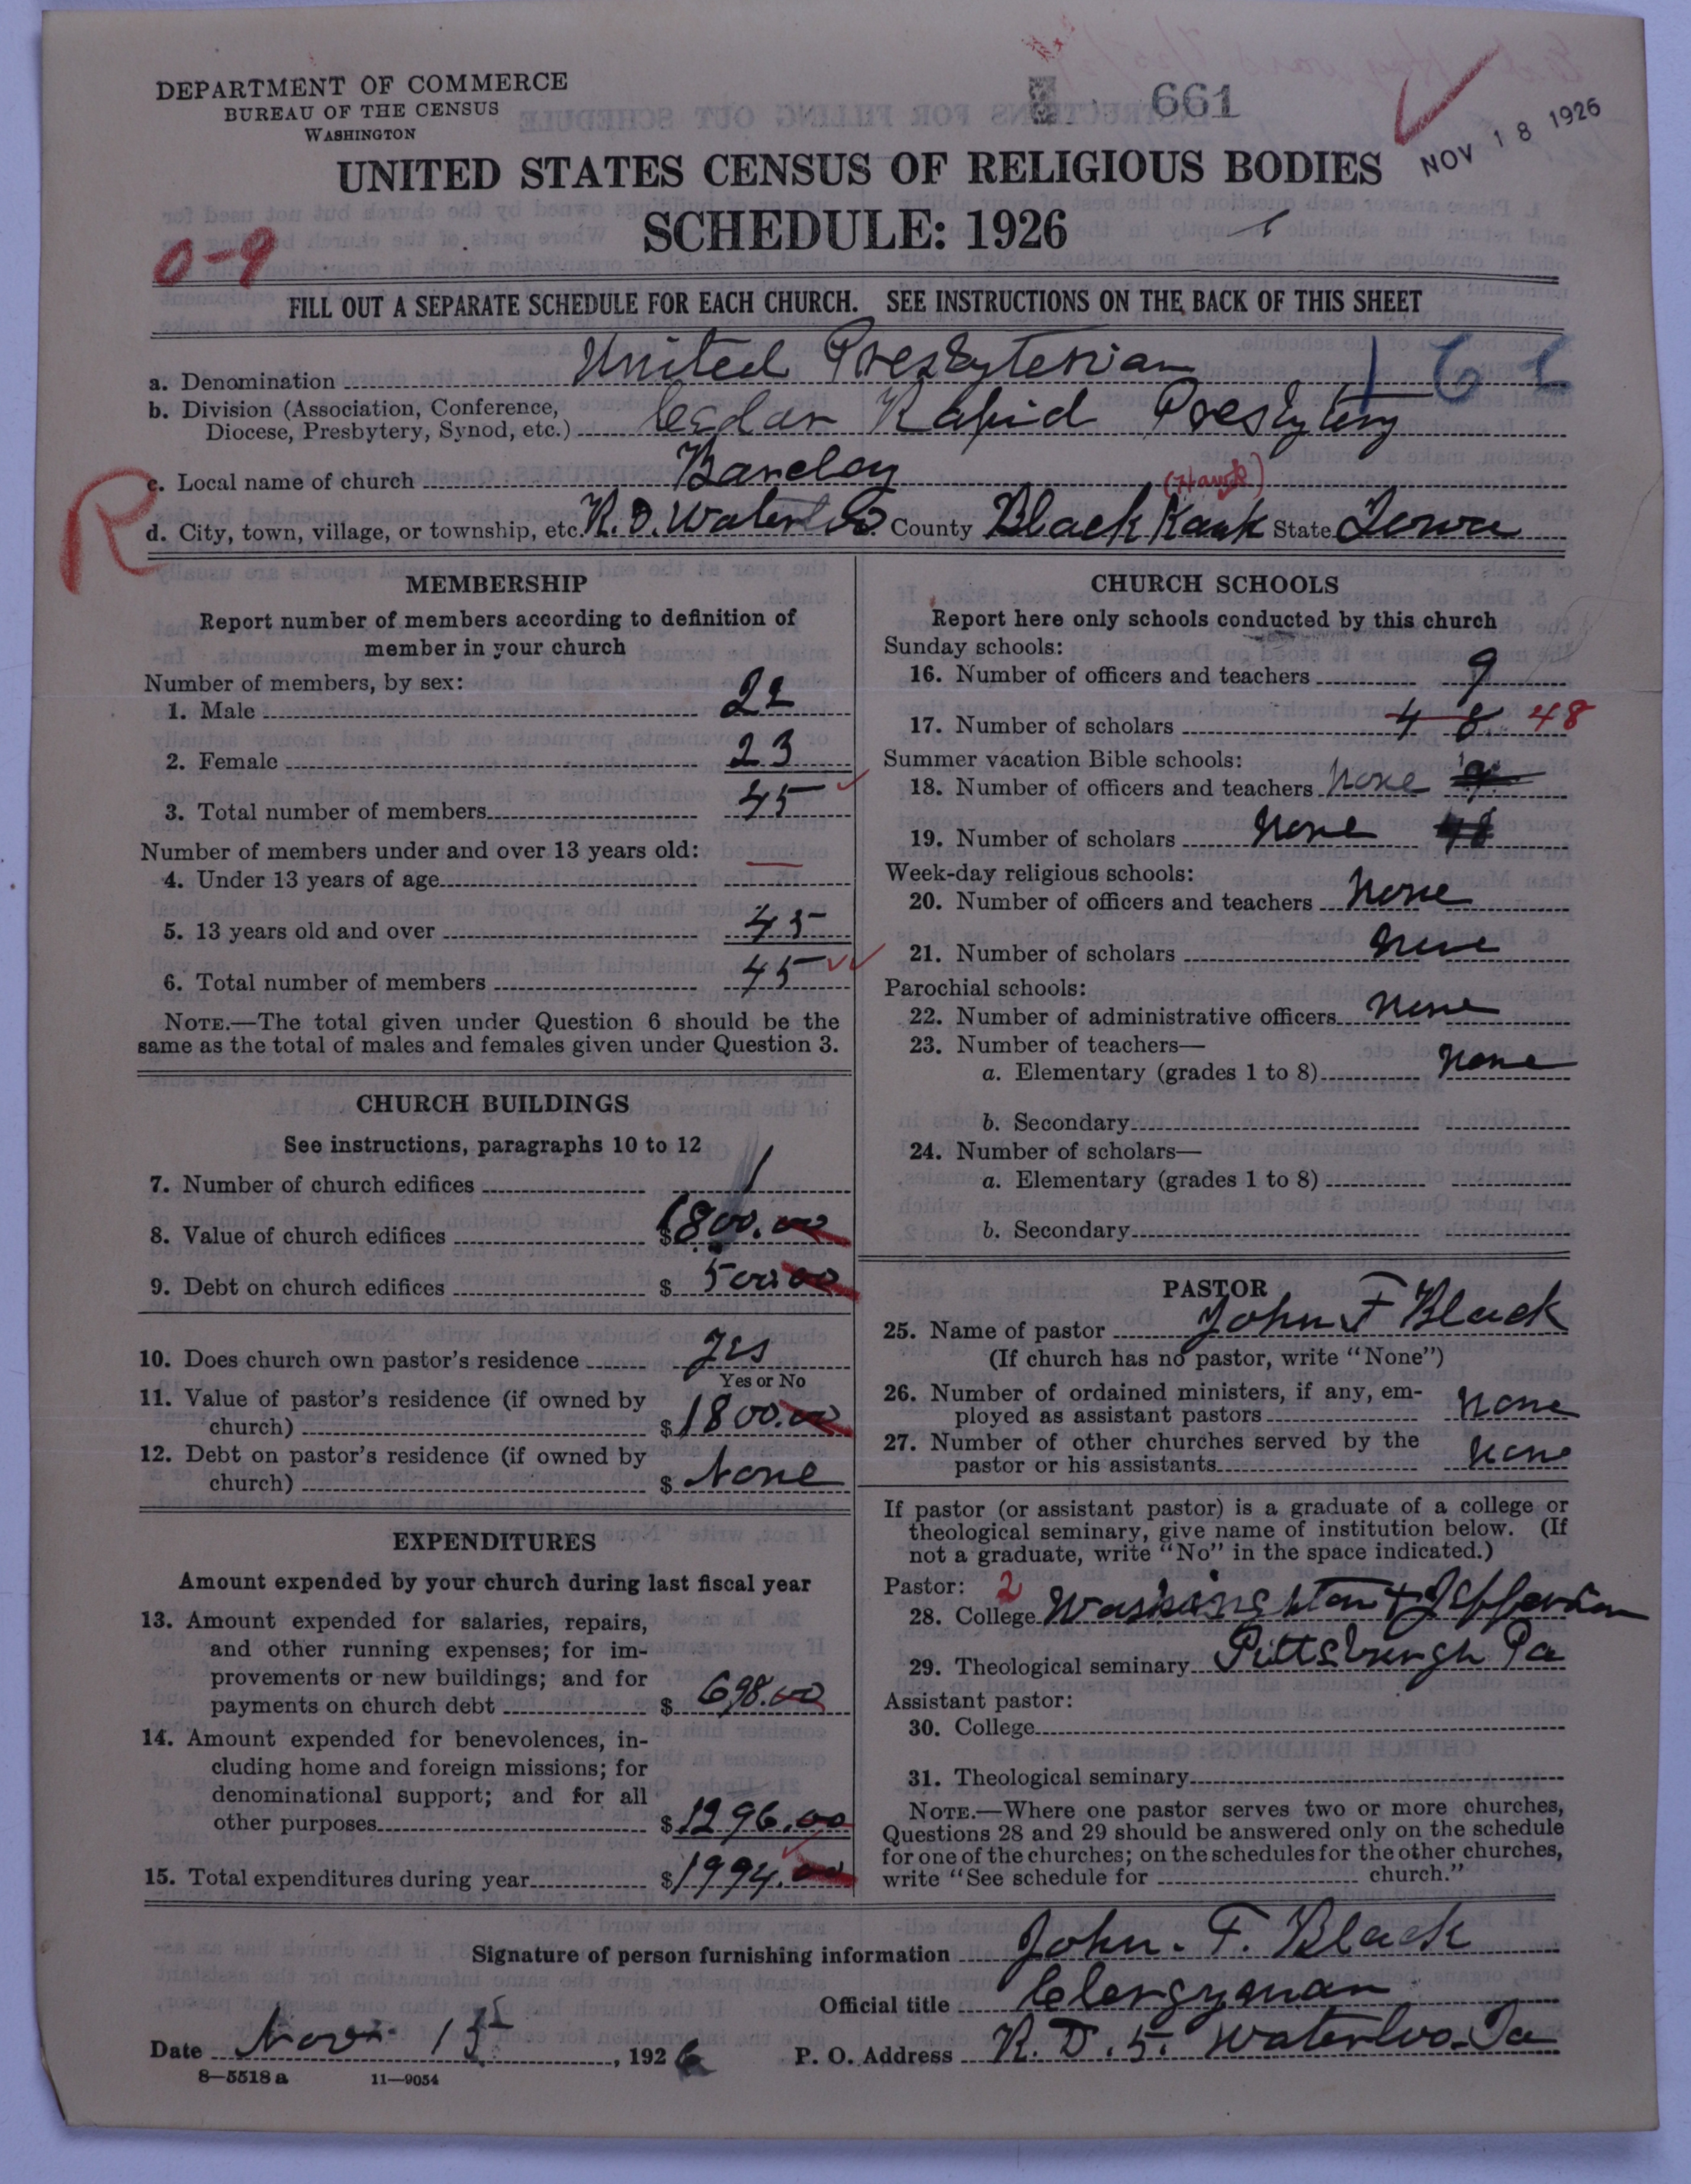 DEPARTMENT OF COMMERCE
BUREAU OF THE CENSUS
WASHINGTON
661
NOV 18 1926
UNITED STATES CENSUS OF RELIGIOUS BODIES
SCHEDULE: 1926
0-9
FILL OUT A SEPARATE SCHEDULE FOR EACH CHURCH. SEE INSTRUCTIONS ON THE BACK OF THIS SHEET
a. Denomination United Presbyterian
b. Division (Association, Conference,
Diocese, Presbytery, Synod, etc.) Cedar Rapid Presbytery
R
c. Local name of church Barclay
(Hawk)
d. City, town, village, or township, etc. R. D. Waterloo County Black Kauk State Iowa
MEMBERSHIP
Report number of members according to definition of
member in your church
Number of members, by sex:
1. Male 22
2. Female 23
3. Total number of members 45
Number of members under and over 13 years old:
4. Under 13 years of age
5. 13 years old and over 45
6. Total number of members 45
NOTE.—The total given under Question 6 should be the
same as the total of males and females given under Question 3.
CHURCH BUILDINGS
See instructions, paragraphs 10 to 12
7. Number of church edifices 1
8. Value of church edifices $1800.00
9. Debt on church edifices $ 500.00
10. Does church own pastor's residence Yes
Yes or No
11. Value of pastor's residence (if owned by
church) $1800.00
12. Debt on pastor's residence (if owned by
church) $ None
EXPENDITURES
Amount expended by your church during last fiscal year
13. Amount expended for salaries, repairs,
and other running expenses; for im-
provements or new buildings; and for
payments on church debt $ 698.00
14. Amount expended for benevolences, in-
cluding home and foreign missions; for
denominational support; and for all
other purposes $1296.00
15. Total expenditures during year $1994.00
CHURCH SCHOOLS
Report here only schools conducted by this church
Sunday schools:
16. Number of officers and teachers 9
17. Number of scholars 48 48
Summer vacation Bible schools:
18. Number of officers and teachers None 9
19. Number of scholars None 48
Week-day religious schools:
20. Number of officers and teachers None
21. Number of scholars None
Parochial schools:
22. Number of administrative officers None
23. Number of teachers—
a. Elementary (grades 1 to 8) None
b. Secondary
24. Number of scholars—
a. Elementary (grades 1 to 8)
b. Secondary
PASTOR
25. Name of pastor John F Black
(If church has no pastor, write "None")
26. Number of ordained ministers, if any, em-
ployed as assistant pastors None
27. Number of other churches served by the
pastor or his assistants None
If pastor (or assistant pastor) is a graduate of a college or
theological seminary, give name of institution below. (If
not a graduate, write "No" in the space indicated.)
Pastor: 2
28. College Washington & Jefferson
29. Theological seminary Pittsburgh Pa
Assistant pastor:
30. College
31. Theological seminary
NOTE.—Where one pastor serves two or more churches,
Questions 28 and 29 should be answered only on the schedule
for one of the churches; on the schedules for the other churches,
write "See schedule for church."
Signature of person furnishing information John. F. Black
Official title Clergyman
Date Nov. 15, 1926 P. O. Address R. D. 5. Waterloo Ia
8—5518a 11—9054